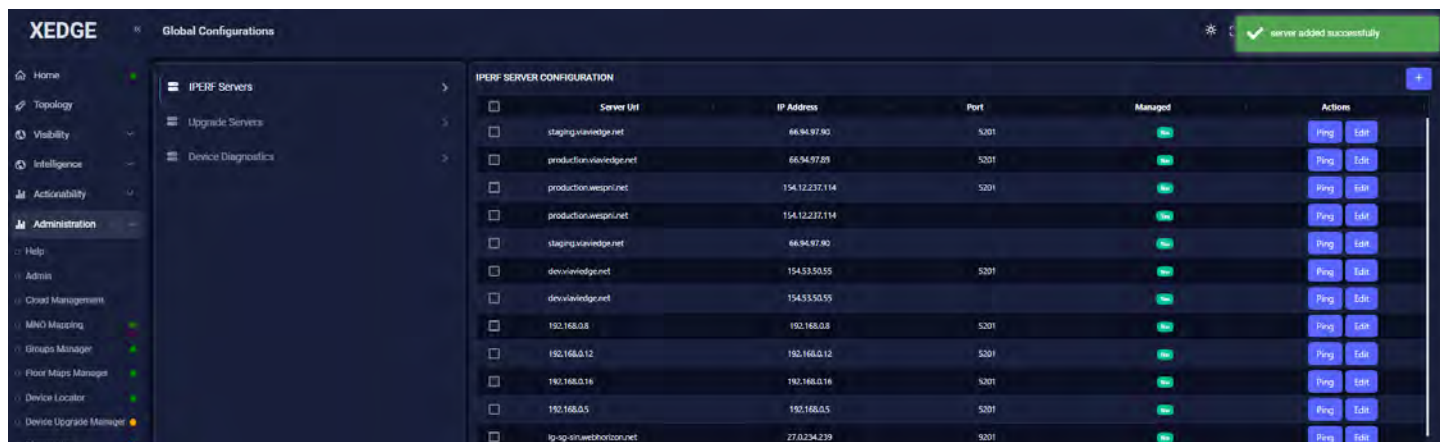 XEDGE
Global Configurations
server added successfully
Home
Topology
Visibility
Intelligence
Actionability
Administration
Help
Admin
Cloud Management
MNO Mapping
Groups Manager
Floor Maps Manager
Device Locator
Device Upgrade Manager
IPERF Servers
Upgrade Servers
Device Diagnostics
IPERF SERVER CONFIGURATION
+
Server Url IP Address Port Managed Actions
staging.viaviedge.net 66.94.97.90 5201 Ping Edit
production.viaviedge.net 66.94.97.89 5201 Ping Edit
production.wespni.net 154.12.237.114 5201 Ping Edit
production.wespni.net 154.12.237.114 Ping Edit
staging.viaviedge.net 66.94.97.90 Ping Edit
dev.viaviedge.net 154.53.50.55 5201 Ping Edit
dev.viaviedge.net 154.53.50.55 Ping Edit
192.168.0.8 192.168.0.8 5201 Ping Edit
192.168.0.12 192.168.0.12 5201 Ping Edit
192.168.0.16 192.168.0.16 5201 Ping Edit
192.168.0.5 192.168.0.5 5201 Ping Edit
lg-sg-sin.webhorizon.net 27.0.234.239 9201 Ping Edit